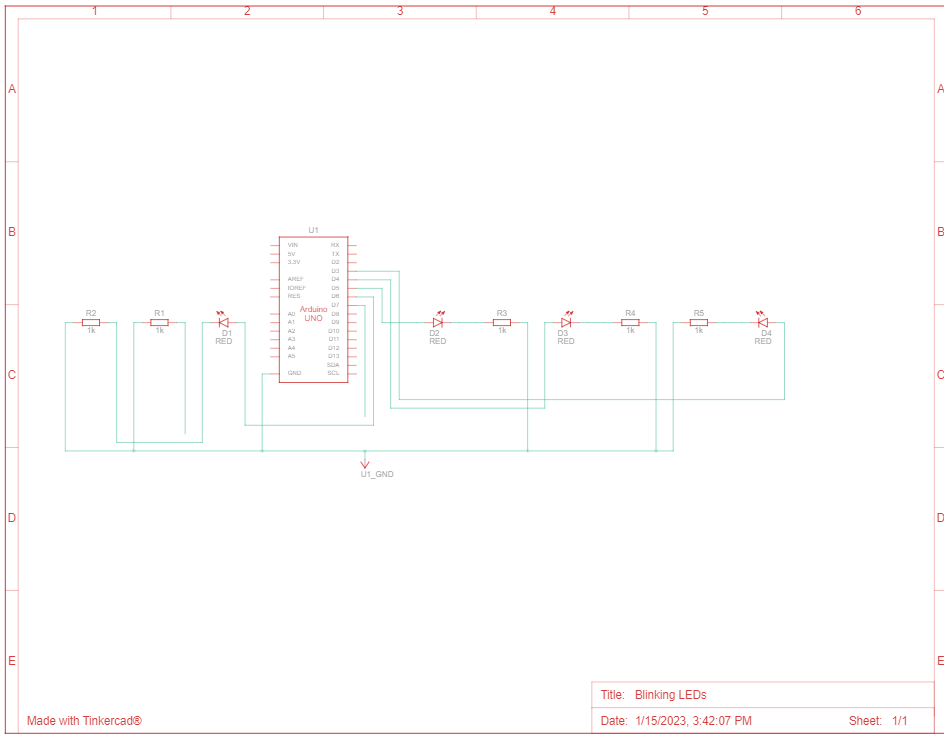 1 2 3 4 5 6
A A
B B
C C
D D
E E
U1
VIN RX
5V TX
3.3V D2
D3
AREF D4
IOREF D5
RES D6
D7
A0 D8
A1 D9
A2 D10
A3 D11
A4 D12
A5 D13
SDA
GND SCL
Arduino
UNO
R2
1k
R1
1k
D1
RED
D2
RED
R3
1k
D3
RED
R4
1k
R5
1k
D4
RED
U1_GND
Made with Tinkercad®
Title: Blinking LEDs
Date: 1/15/2023, 3:42:07 PM Sheet: 1/1